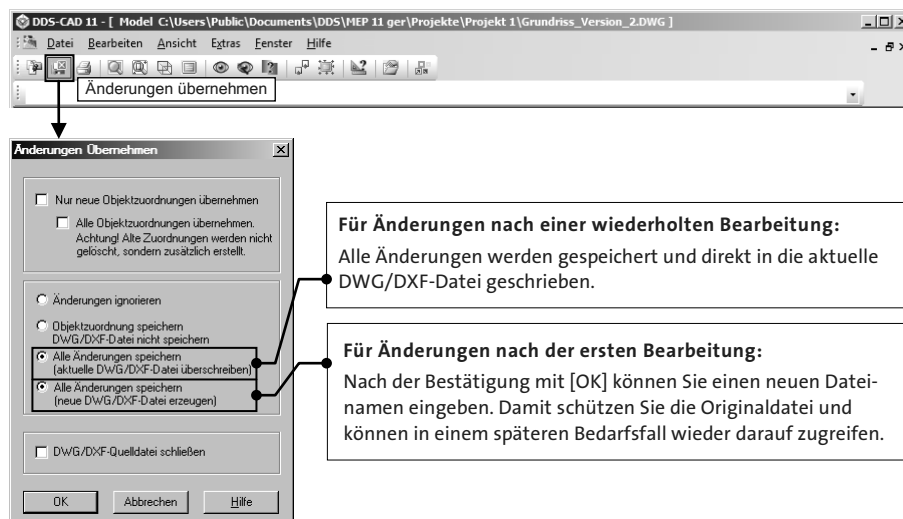 DDS-CAD 11 - [ Model C:\Users\Public\Documents\DDS\MEP 11 ger\Projekte\Projekt 1\Grundriss_Version_2.DWG ]
Datei Bearbeiten Ansicht Extras Fenster Hilfe
Änderungen übernehmen
Änderungen Übernehmen
Nur neue Objektzuordnungen übernehmen
Alle Objektzuordnungen übernehmen.
Achtung! Alte Zuordnungen werden nicht
gelöscht, sondern zusätzlich erstellt.
Änderungen ignorieren
Objektzuordnung speichern
DWG/DXF-Datei nicht speichern
Alle Änderungen speichern
(aktuelle DWG/DXF-Datei überschreiben)
Alle Änderungen speichern
(neue DWG/DXF-Datei erzeugen)
DWG/DXF-Quelldatei schließen
OK Abbrechen Hilfe
Für Änderungen nach einer wiederholten Bearbeitung:
Alle Änderungen werden gespeichert und direkt in die aktuelle
DWG/DXF-Datei geschrieben.
Für Änderungen nach der ersten Bearbeitung:
Nach der Bestätigung mit [OK] können Sie einen neuen Datei-
namen eingeben. Damit schützen Sie die Originaldatei und
können in einem späteren Bedarfsfall wieder darauf zugreifen.